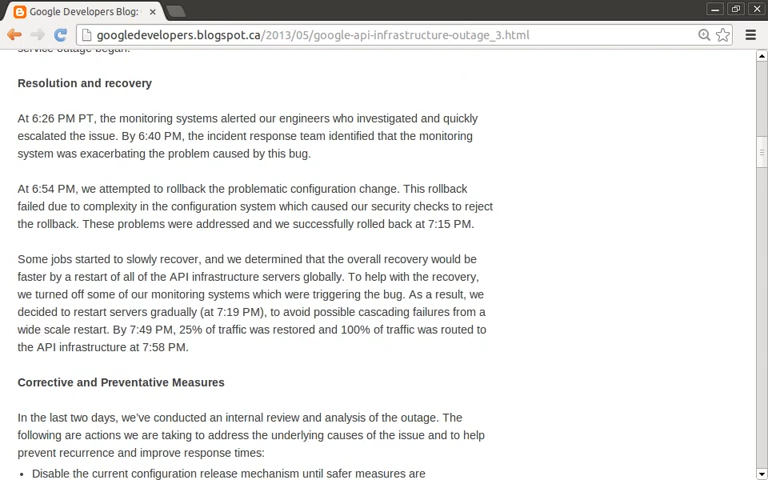 Google Developers Blog:
googledevelopers.blogspot.ca/2013/05/google-api-infrastructure-outage_3.html
service outage began.
Resolution and recovery
At 6:26 PM PT, the monitoring systems alerted our engineers who investigated and quickly
escalated the issue. By 6:40 PM, the incident response team identified that the monitoring
system was exacerbating the problem caused by this bug.
At 6:54 PM, we attempted to rollback the problematic configuration change. This rollback
failed due to complexity in the configuration system which caused our security checks to reject
the rollback. These problems were addressed and we successfully rolled back at 7:15 PM.
Some jobs started to slowly recover, and we determined that the overall recovery would be
faster by a restart of all of the API infrastructure servers globally. To help with the recovery,
we turned off some of our monitoring systems which were triggering the bug. As a result, we
decided to restart servers gradually (at 7:19 PM), to avoid possible cascading failures from a
wide scale restart. By 7:49 PM, 25% of traffic was restored and 100% of traffic was routed to
the API infrastructure at 7:58 PM.
Corrective and Preventative Measures
In the last two days, we've conducted an internal review and analysis of the outage. The
following are actions we are taking to address the underlying causes of the issue and to help
prevent recurrence and improve response times:
• Disable the current configuration release mechanism until safer measures are